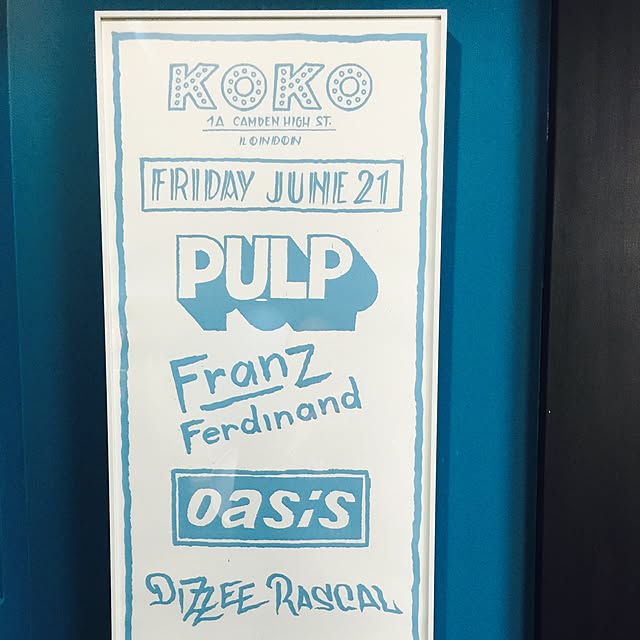 KOKO
1A CAMDEN HIGH ST.
LONDON
FRIDAY JUNE 21
PULP
Franz
Ferdinand
oasis
DIZZEE RASCAL